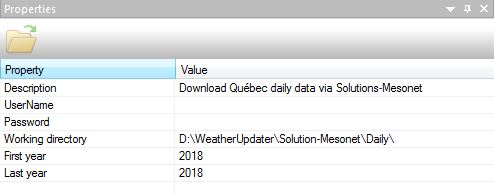 Properties
Property Value
Description Download Québec daily data via Solutions-Mesonet
UserName
Password
Working directory D:\WeatherUpdater\Solution-Mesonet\Daily\
First year 2018
Last year 2018